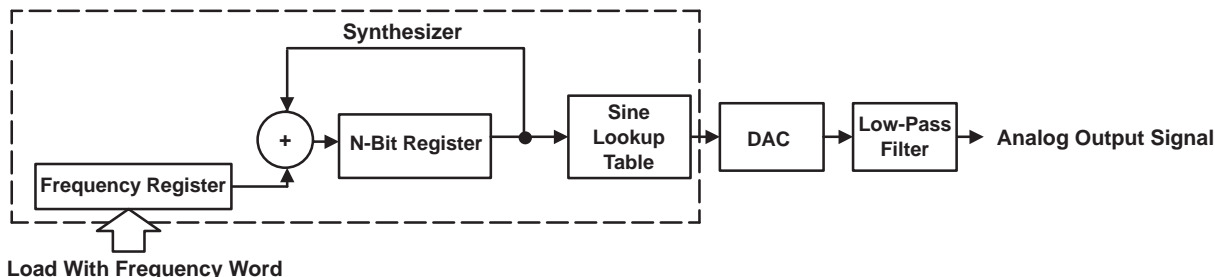 Synthesizer
+
N-Bit Register
Sine
Lookup
Table
DAC
Low-Pass
Filter
Analog Output Signal
Frequency Register
Load With Frequency Word